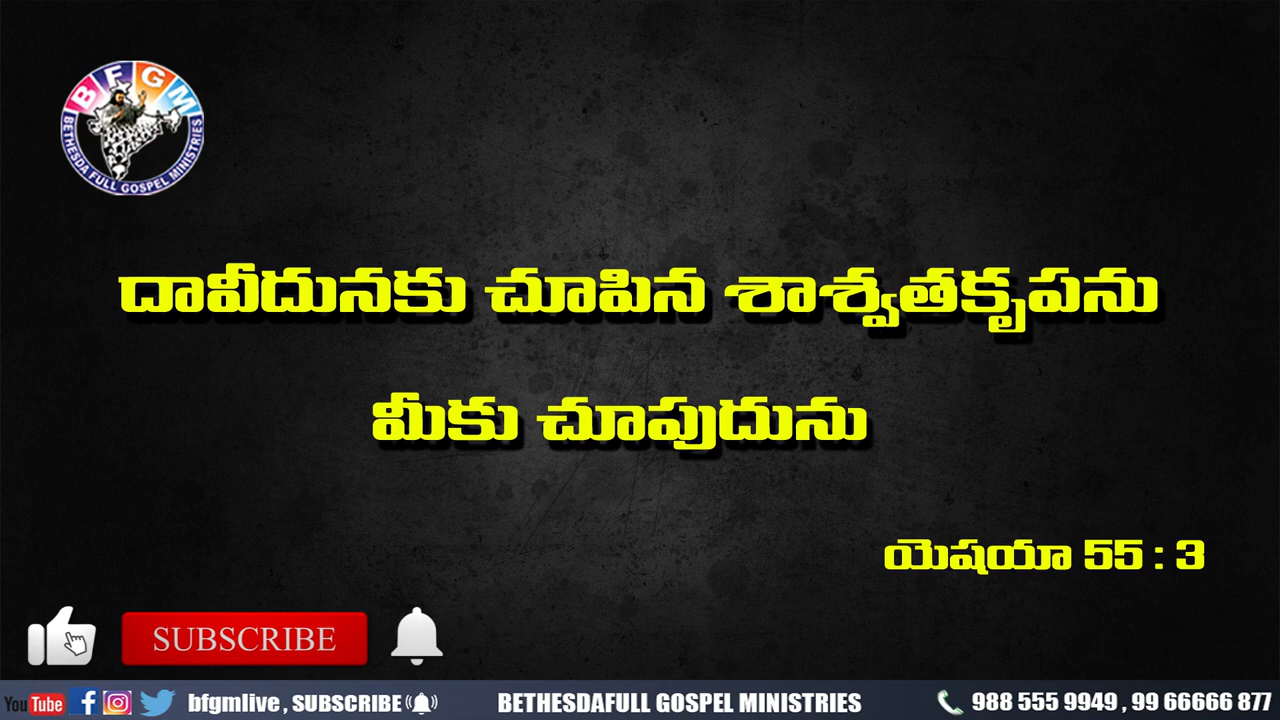 B F G M
BETHESDA FULL GOSPEL MINISTRIES
దావీదునకు చూపిన శాశ్వతకృపను
మీకు చూపుదును
యెషయా 55 : 3
SUBSCRIBE
YouTube bfgmlive , SUBSCRIBE BETHESDAFULL GOSPEL MINISTRIES 988 555 9949 , 99 66666 877